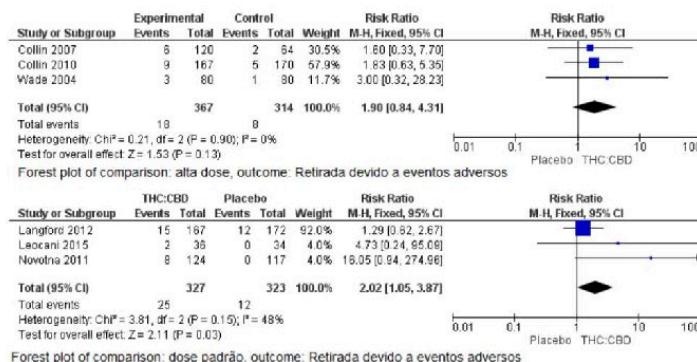 Experimental Control Risk Ratio Risk Ratio
Study or Subgroup Events Total Events Total Weight M-H, Fixed, 95% CI M-H, Fixed, 95% CI
Collin 2007 6 120 2 64 30.5% 1.60 [0.33, 7.70]
Collin 2010 9 167 5 170 57.9% 1.83 [0.63, 5.35]
Wade 2004 3 80 1 80 11.7% 3.00 [0.32, 28.23]
Total (95% CI) 367 314 100.0% 1.90 [0.84, 4.31]
Total events 18 8
Heterogeneity: Chi² = 0.21, df = 2 (P = 0.90); I² = 0%
Test for overall effect: Z = 1.53 (P = 0.13)
0.01 0.1 1 10 100
Placebo THC:CBD
Forest plot of comparison: alta dose, outcome: Retirada devido a eventos adversos
THC:CBD Placebo Risk Ratio Risk Ratio
Study or Subgroup Events Total Events Total Weight M-H, Fixed, 95% CI M-H, Fixed, 95% CI
Langford 2012 15 167 12 172 92.0% 1.29 [0.62, 2.67]
Leocani 2015 2 36 0 34 4.0% 4.73 [0.24, 95.09]
Novotna 2011 8 124 0 117 4.0% 16.05 [0.94, 274.96]
Total (95% CI) 327 323 100.0% 2.02 [1.05, 3.87]
Total events 25 12
Heterogeneity: Chi² = 3.81, df = 2 (P = 0.15); I² = 48%
Test for overall effect: Z = 2.11 (P = 0.03)
0.01 0.1 1 10 100
Placebo THC:CBD
Forest plot of comparison: dose padrão, outcome: Retirada devido a eventos adversos